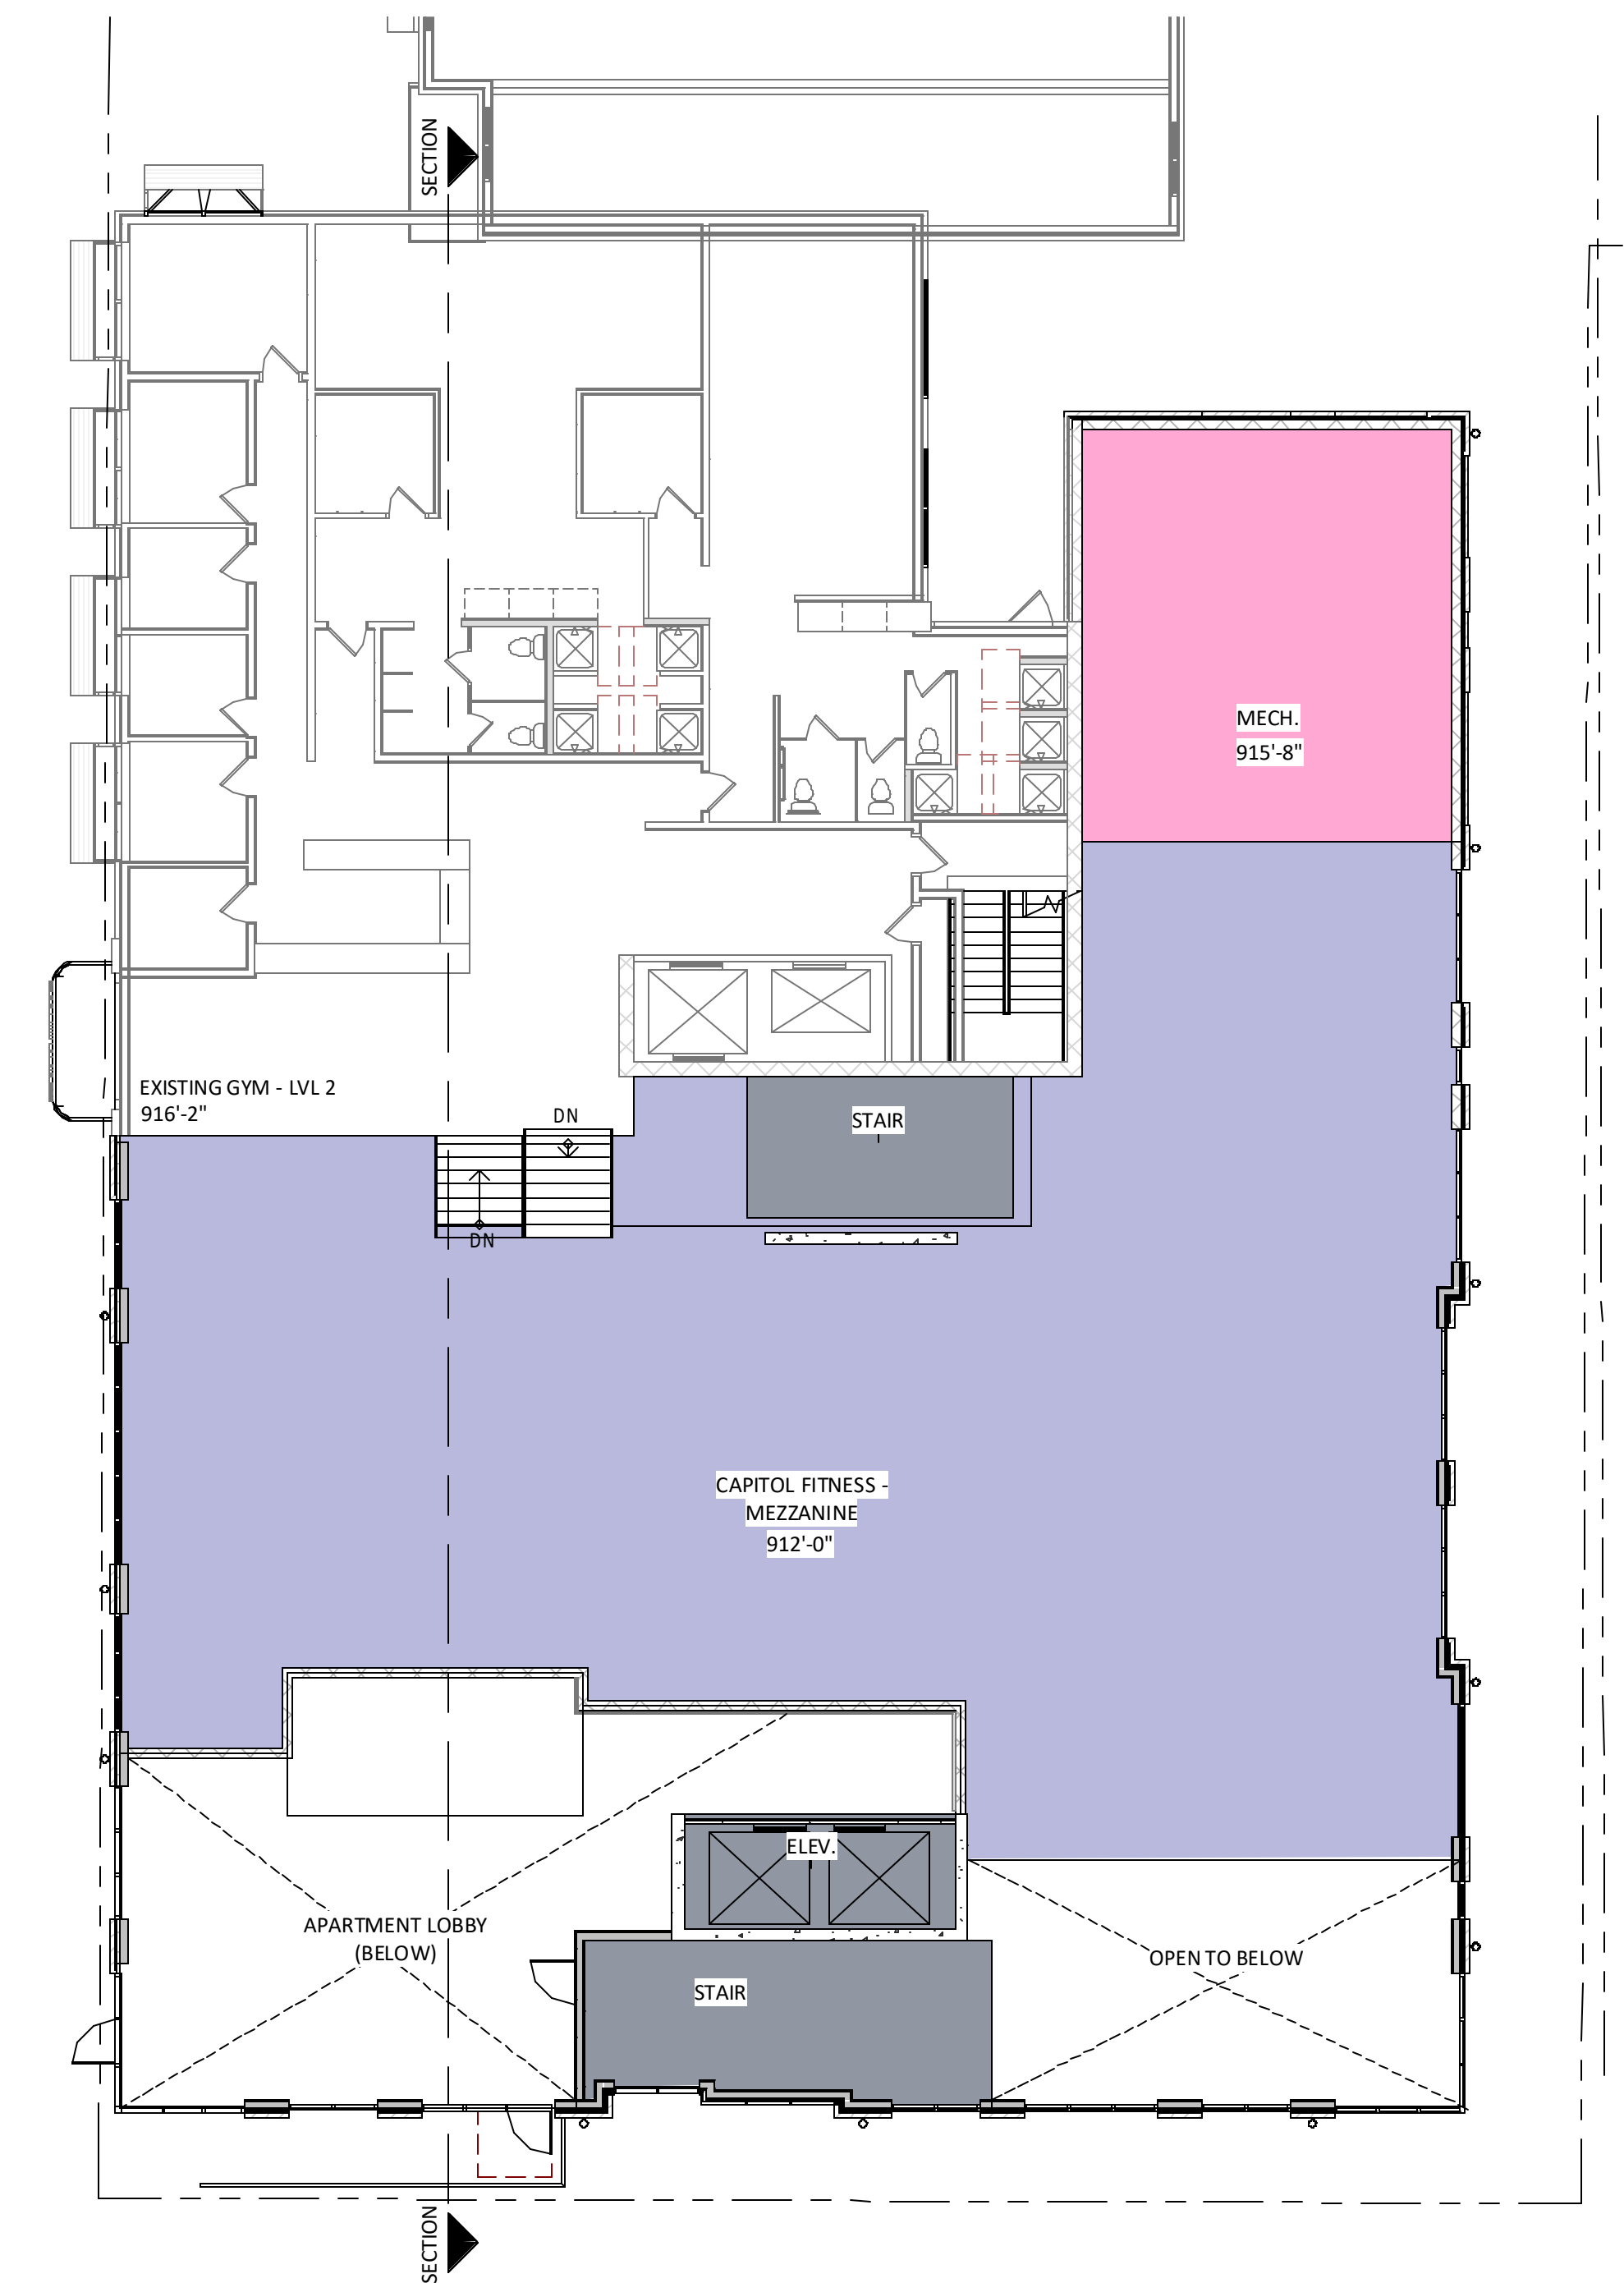 SECTION
MECH.
915'-8"
EXISTING GYM - LVL 2
916'-2"
DN
STAIR
DN
CAPITOL FITNESS -
MEZZANINE
912'-0"
ELEV.
APARTMENT LOBBY
(BELOW)
OPEN TO BELOW
STAIR
SECTION